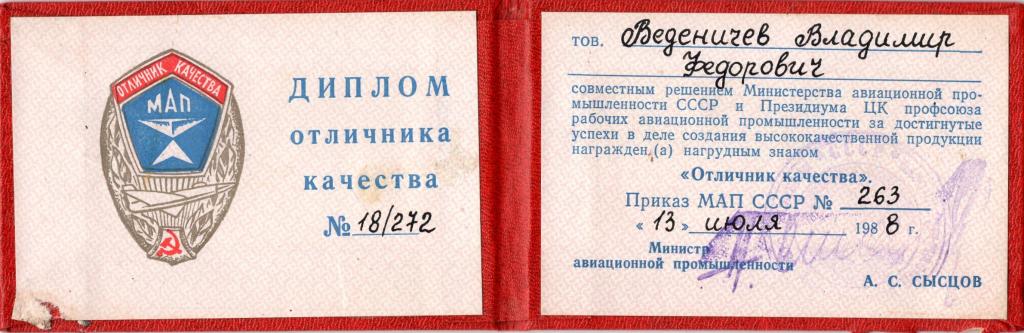 ОТЛИЧНИК КАЧЕСТВА
МАП
ДИПЛОМ
отличника
качества
№ 18/272
тов. Веденичев Владимир
Федорович
совместным решением Министерства авиационной про-
мышленности СССР и Президиума ЦК профсоюза
рабочих авиационной промышленности за достигнутые
успехи в деле создания высококачественной продукции
награжден (а) нагрудным знаком
«Отличник качества».
Приказ МАП СССР № 263
« 13 » июля 1988 г.
Министр
авиационной промышленности
А. С. СЫСЦОВ